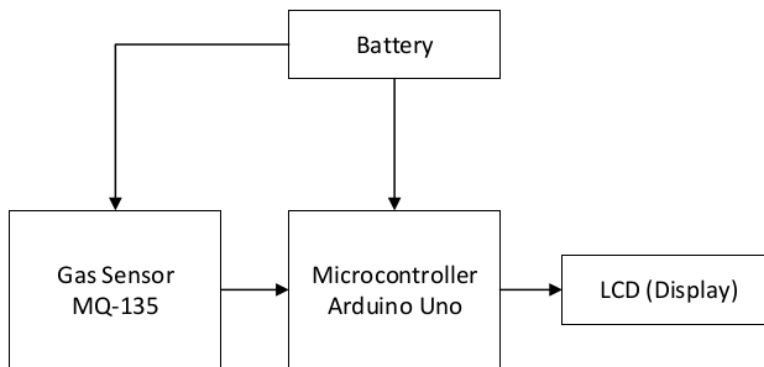 Battery
Gas Sensor
MQ-135
Microcontroller
Arduino Uno
LCD (Display)